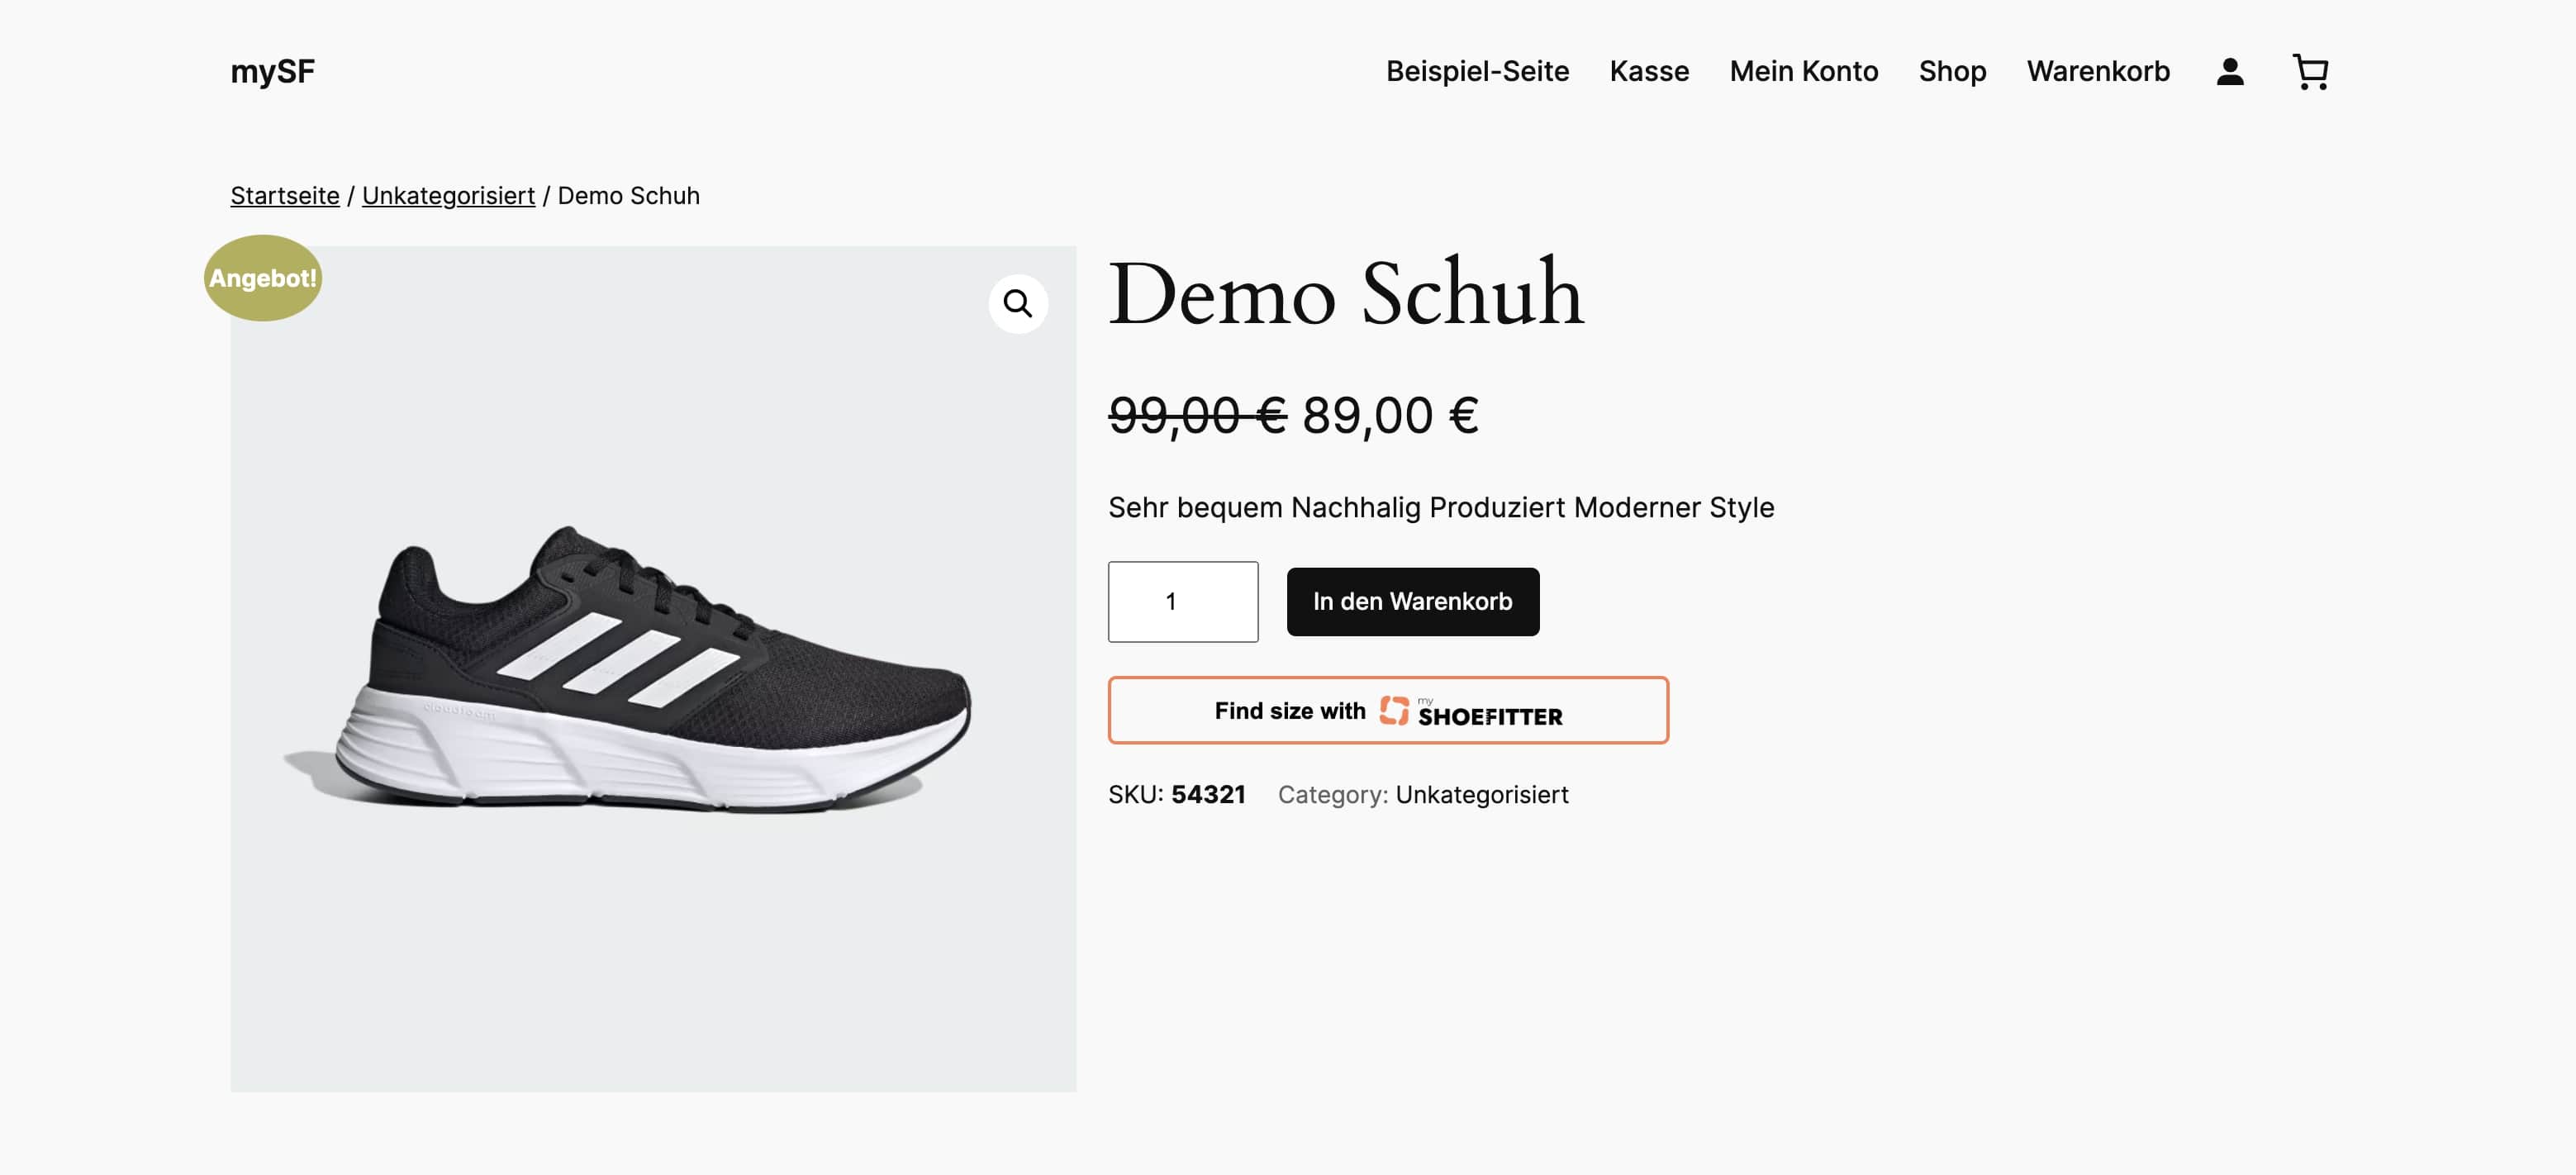 mySF
Beispiel-Seite Kasse Mein Konto Shop Warenkorb
Startseite / Unkategorisiert / Demo Schuh
Angebot!
Demo Schuh
99,00 € 89,00 €
Sehr bequem Nachhalig Produziert Moderner Style
1 In den Warenkorb
Find size with my SHOEFITTER
SKU: 54321 Category: Unkategorisiert
cloudfoam